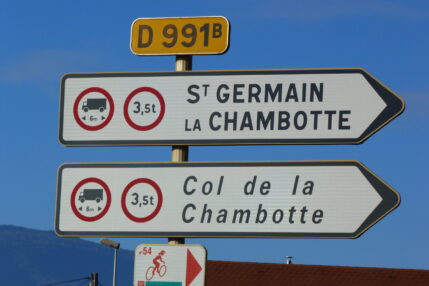 D 991B
6m
3,5t
ST GERMAIN
LA CHAMBOTTE
6m
3,5t
Col de la
Chambotte
54